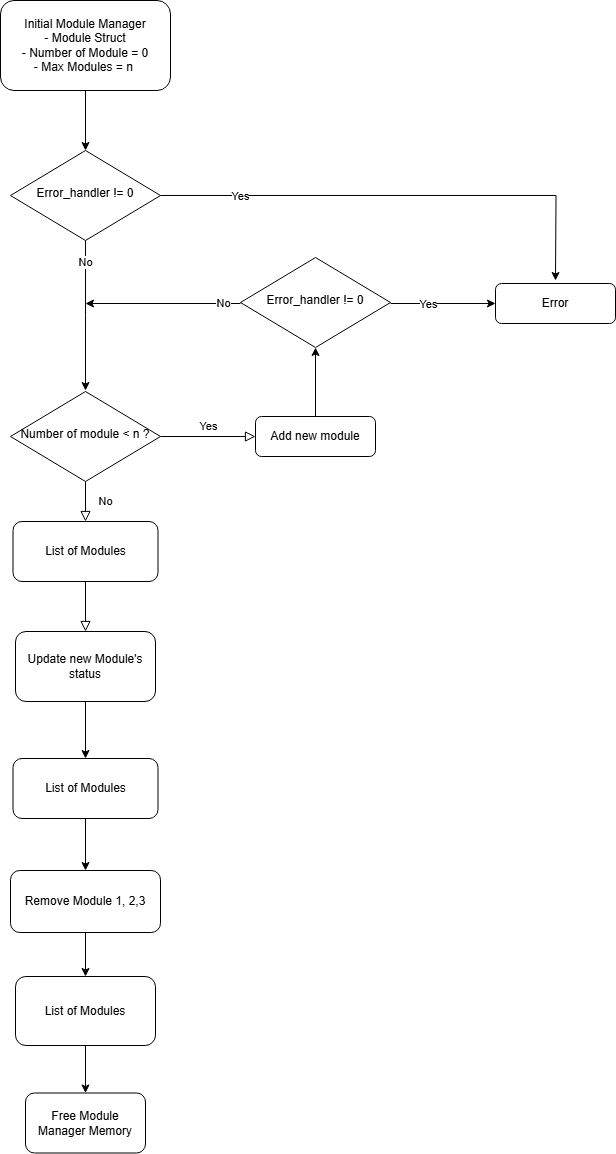 Initial Module Manager
- Module Struct
- Number of Module = 0
- Max Modules = n
Error_handler != 0
Yes
No
Error_handler != 0
No
Yes
Error
Number of module < n ?
Yes
Add new module
No
List of Modules
Update new Module's
status
List of Modules
Remove Module 1, 2,3
List of Modules
Free Module
Manager Memory